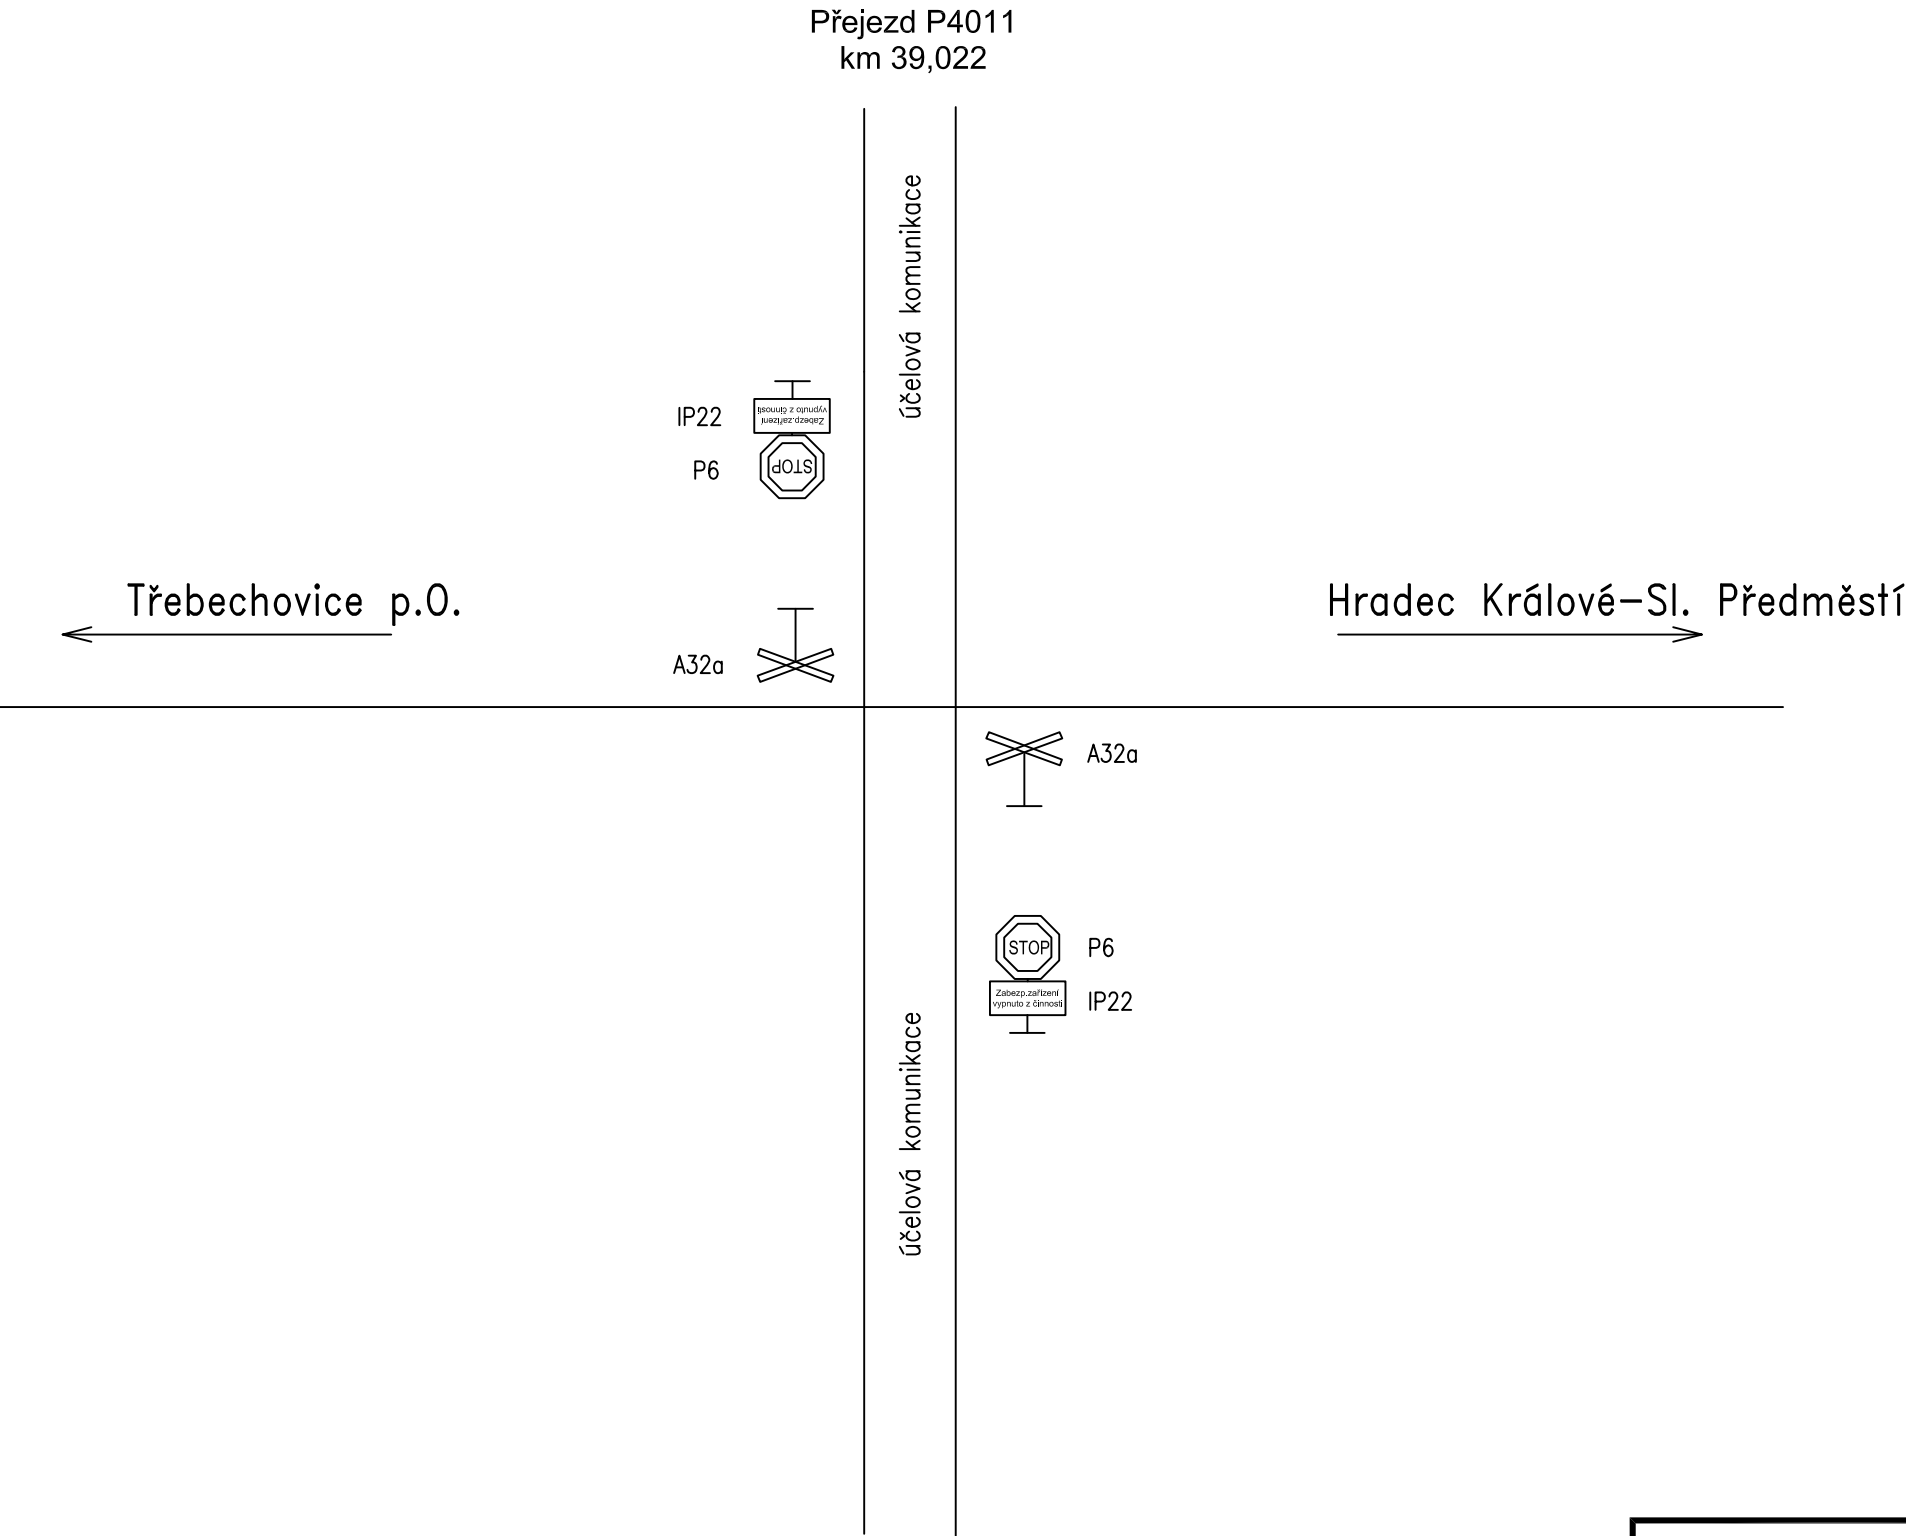 Přejezd P4011
km 39,022
účelová komunikace
IP22
Zabezp.zařízení
vypnuto z činnosti
P6
STOP
Třebechovice p.O.
Hradec Králové-Sl. Předměstí
A32a
A32a
STOP
P6
Zabezp.zařízení
vypnuto z činnosti
IP22
účelová komunikace